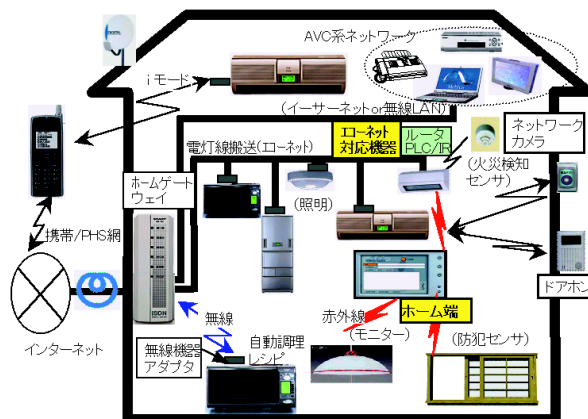 AVC系ネットワーク
iモード
(イーサーネットor無線LAN)
電灯線搬送(エコーネット)
エコーネット
対応機器
ルータ
PLC/IR
ネットワーク
カメラ
(火災検知
センサ)
ホームゲート
ウェイ
(照明)
携帯/PHS網
ISDN
ドアホン
ホーム端
無線
赤外線
(モニター)
(防犯センサ)
インターネット
無線機器
アダプタ
自動調理
レシピ